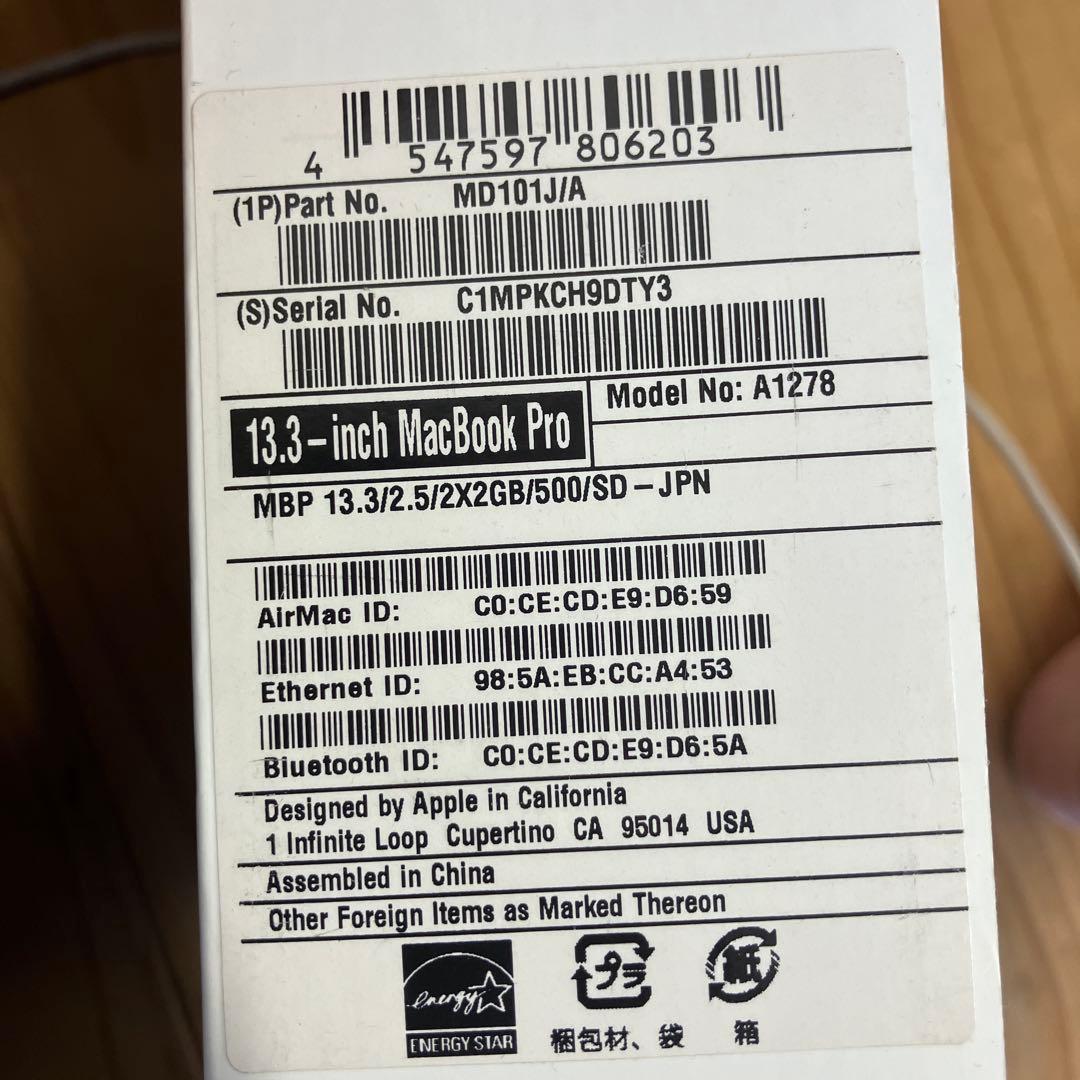 4 547597 806203
(1P)Part No. MD101J/A
(S)Serial No. C1MPKCH9DTY3
13.3-inch MacBook Pro
Model No: A1278
MBP 13.3/2.5/2X2GB/500/SD-JPN
AirMac ID: C0:CE:CD:E9:D6:59
Ethernet ID: 98:5A:EB:CC:A4:53
Bluetooth ID: C0:CE:CD:E9:D6:5A
Designed by Apple in California
1 Infinite Loop Cupertino CA 95014 USA
Assembled in China
Other Foreign Items as Marked Thereon
energy
ENERGY STAR
プラ
梱包材、袋
紙
箱